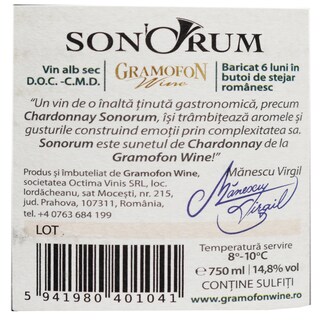 SONORUM
Vin alb sec
D.O.C. -C.M.D.
GRAMOFON
Wine
Baricat 6 luni în
butoi de stejar
românesc
"Un vin de o înaltă ținută gastronomică, precum
Chardonnay Sonorum, își trâmbițează aromele și
gusturile construind emoții prin complexitatea sa.
Sonorum este sunetul de Chardonnay de la
Gramofon Wine!"
Produs și îmbuteliat de Gramofon Wine,
societatea Octima Vinis SRL, loc.
Iordăcheanu, sat Mocești, nr. 215,
jud. Prahova, 107311, România,
tel. +4 0763 684 199
Mănescu Virgil
Mănescu
Virgil
LOT
Temperatură servire
8º-10ºC
℮ 750 ml 14,8% vol
CONȚINE SULFIȚI
5 941980 401041
www.gramofonwine.ro